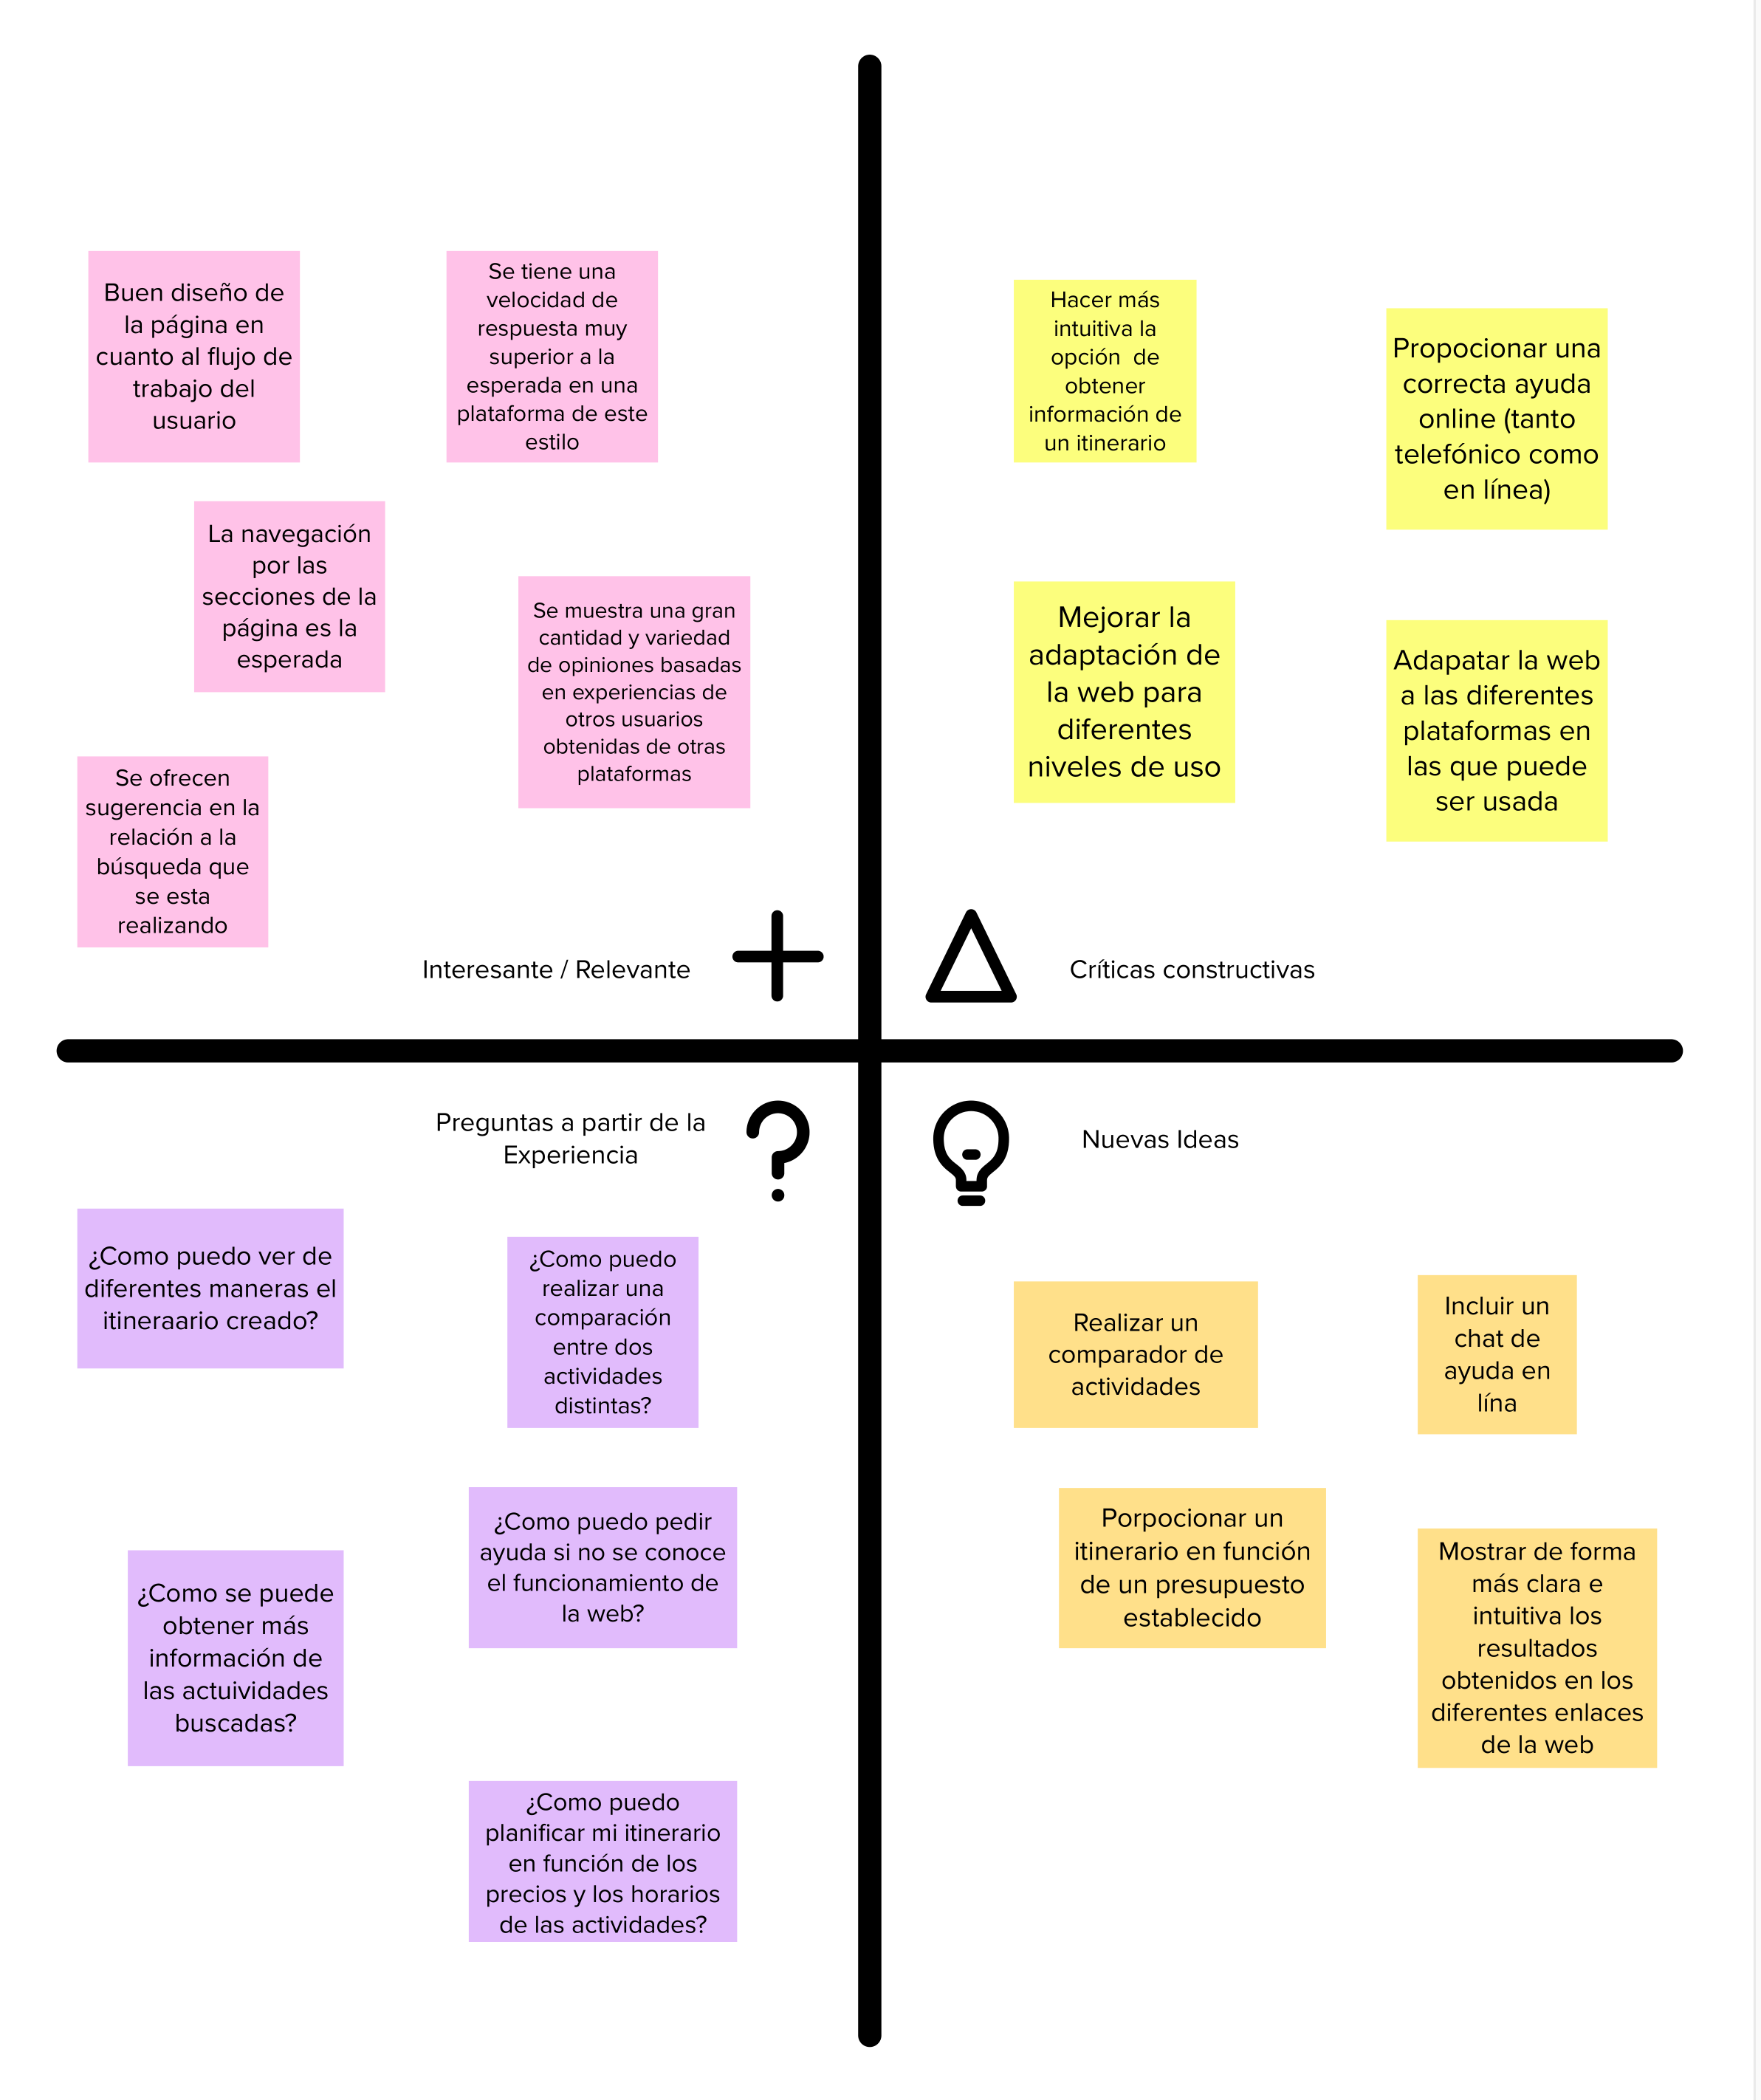 Buen diseño de
la página en
cuanto al flujo de
trabajo del
usuario
Se tiene una
velocidad de
respuesta muy
superior a la
esperada en una
plataforma de este
estilo
La navegación
por las
secciones de la
página es la
esperada
Se muestra una gran
cantidad y variedad
de opiniones basadas
en experiencias de
otros usuarios
obtenidas de otras
plataformas
Se ofrecen
sugerencia en la
relación a la
búsqueda que
se esta
realizando
Interesante / Relevante
Hacer más
intuitiva la
opción de
obtener
información de
un itinerario
Propocionar una
correcta ayuda
online (tanto
telefónico como
en línea)
Mejorar la
adaptación de
la web para
diferentes
niveles de uso
Adapatar la web
a las diferentes
plataformas en
las que puede
ser usada
Críticas constructivas
Preguntas a partir de la
Experiencia
¿Como puedo ver de
diferentes maneras el
itineraario creado?
¿Como puedo
realizar una
comparación
entre dos
actividades
distintas?
¿Como puedo pedir
ayuda si no se conoce
el funcionamiento de
la web?
¿Como se puede
obtener más
información de
las actuividades
buscadas?
¿Como puedo
planificar mi itinerario
en función de los
precios y los horarios
de las actividades?
Nuevas Ideas
Realizar un
comparador de
actividades
Incluir un
chat de
ayuda en
lína
Porpocionar un
itinerario en función
de un presupuesto
establecido
Mostrar de forma
más clara e
intuitiva los
resultados
obtenidos en los
diferentes enlaces
de la web